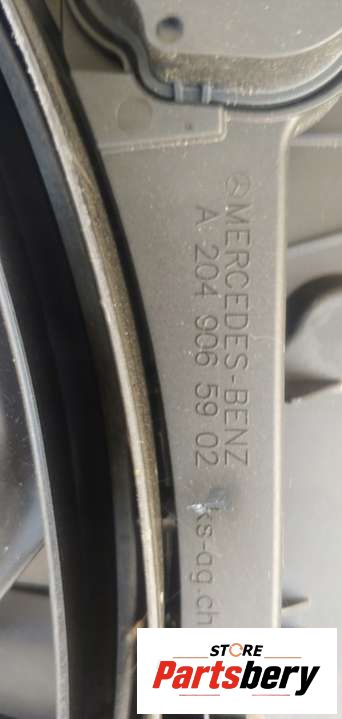 MERCEDES-BENZ
A 204 906 59 02
ks-ag.ch
STORE
Partsbery